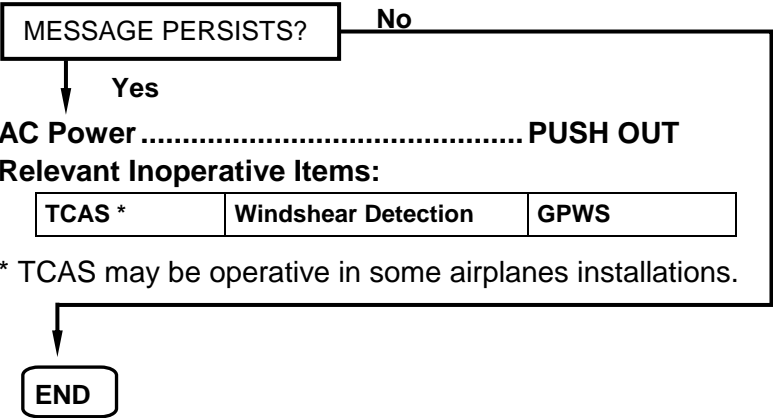 MESSAGE PERSISTS? No
Yes
AC Power............................................... PUSH OUT
Relevant Inoperative Items:
TCAS * Windshear Detection GPWS
* TCAS may be operative in some airplanes installations.
END